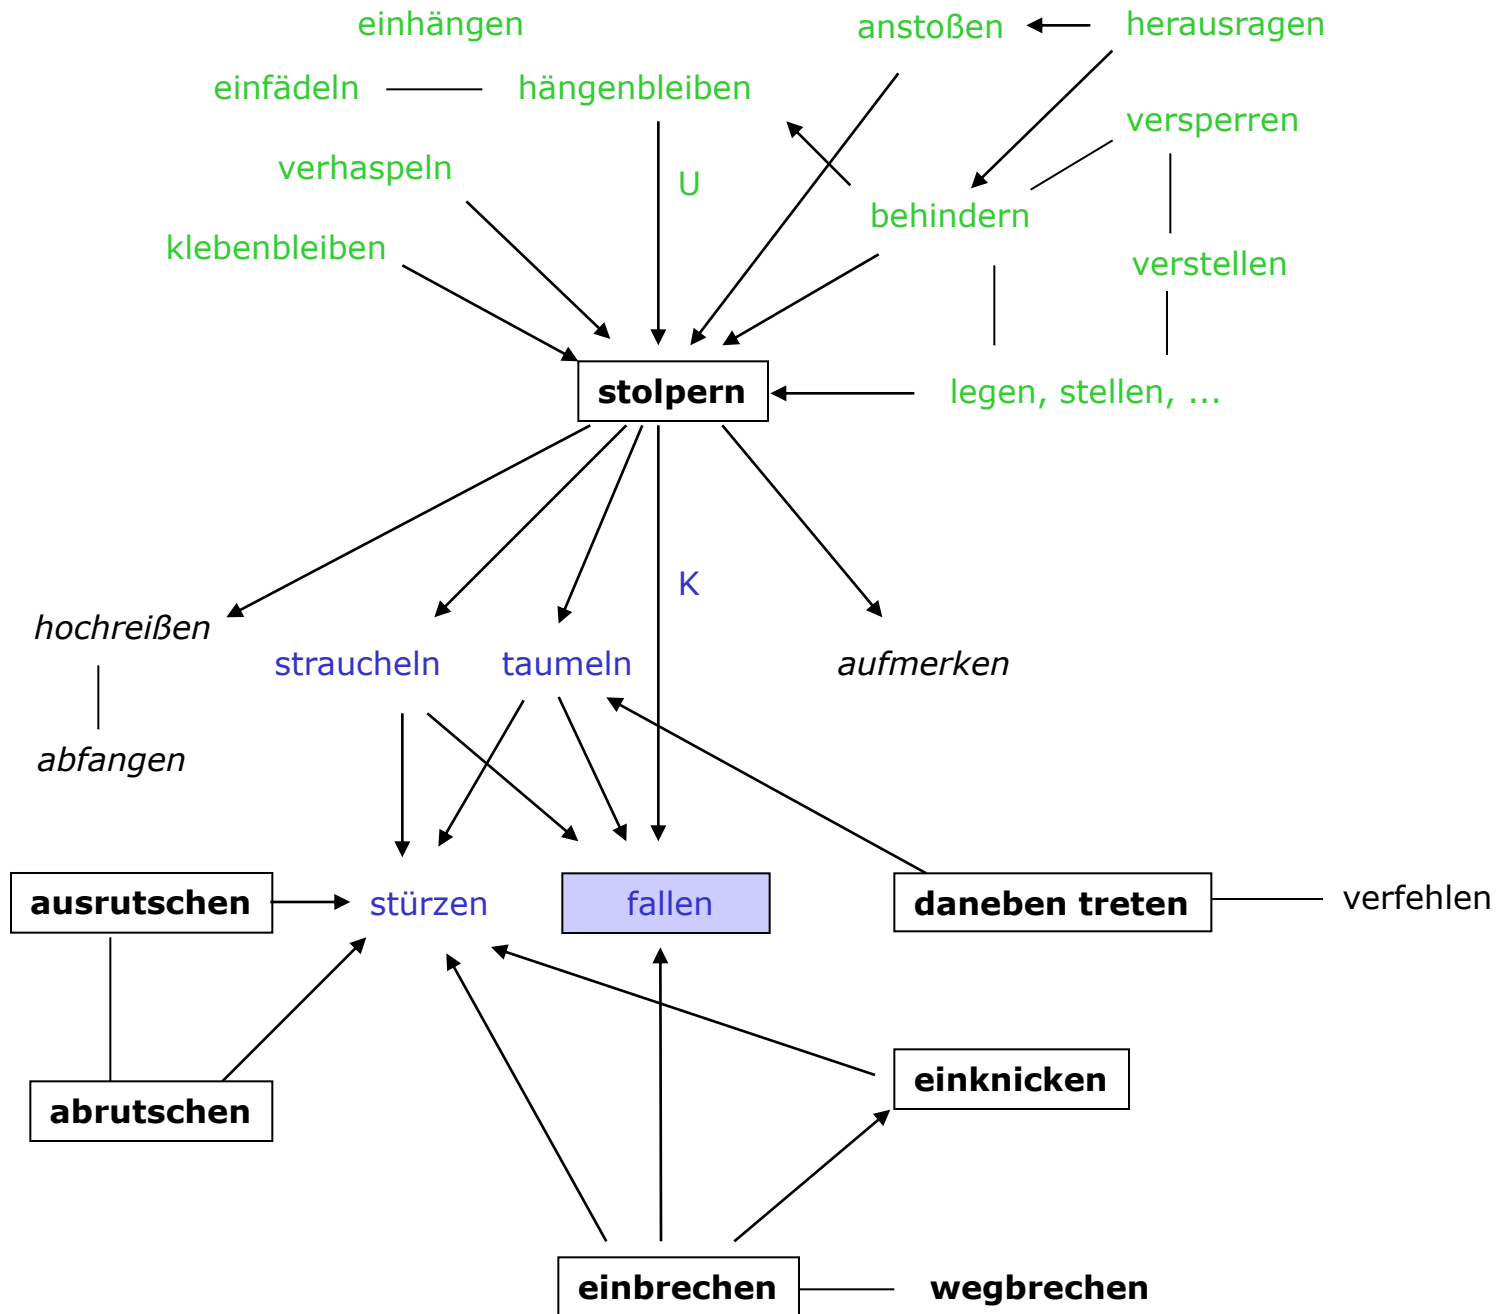 einhängen
anstoßen
herausragen
einfädeln
hängenbleiben
versperren
verhaspeln
U
behindern
klebenbleiben
verstellen
stolpern
legen, stellen, ...
K
hochreißen
straucheln
taumeln
aufmerken
abfangen
ausrutschen
stürzen
fallen
daneben treten
verfehlen
einknicken
abrutschen
einbrechen
wegbrechen